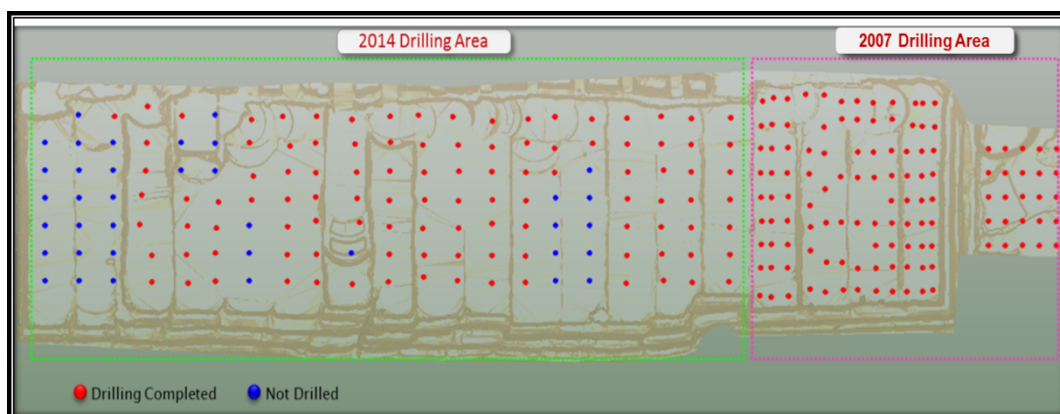 2014 Drilling Area
2007 Drilling Area
Drilling Completed
Not Drilled